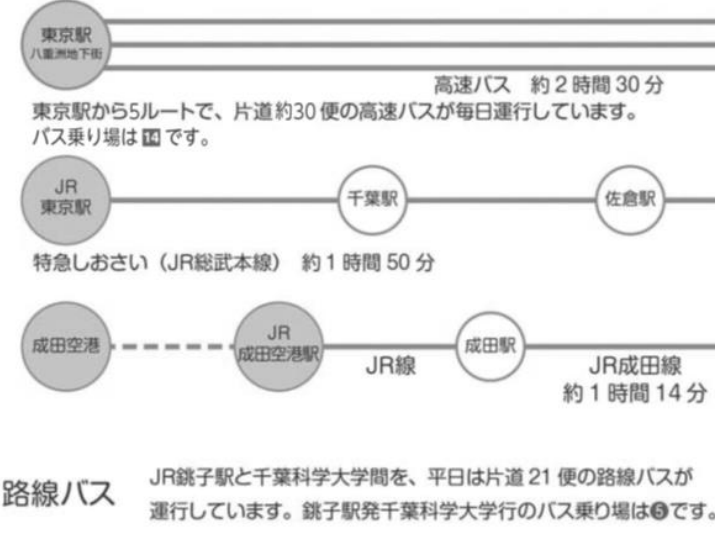 東京駅
八重洲地下街
高速バス 約2時間30分
東京駅から5ルートで、片道約30便の高速バスが毎日運行しています。
バス乗り場は14です。
JR
東京駅
千葉駅
佐倉駅
特急しおさい（JR総武本線） 約1時間50分
成田空港
JR
成田空港駅
JR線
成田駅
JR成田線
約1時間14分
路線バス
JR銚子駅と千葉科学大学間を、平日は片道21便の路線バスが
運行しています。銚子駅発千葉科学大学行のバス乗り場は❺です。